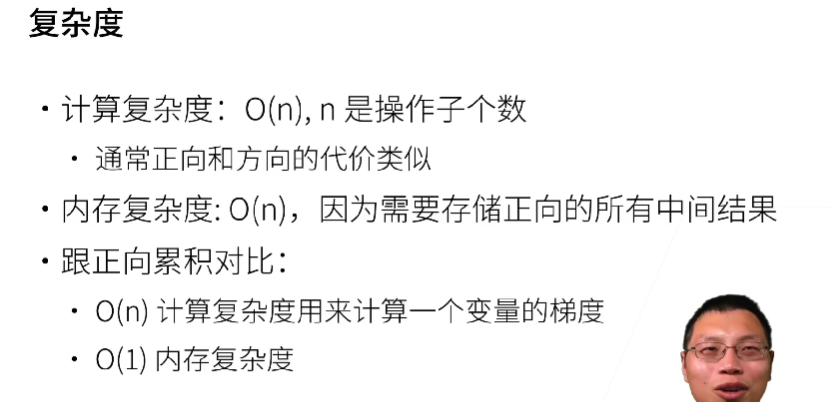 复杂度
• 计算复杂度：O(n), n 是操作子个数
• 通常正向和方向的代价类似
• 内存复杂度: O(n)，因为需要存储正向的所有中间结果
• 跟正向累积对比：
• O(n) 计算复杂度用来计算一个变量的梯度
• O(1) 内存复杂度